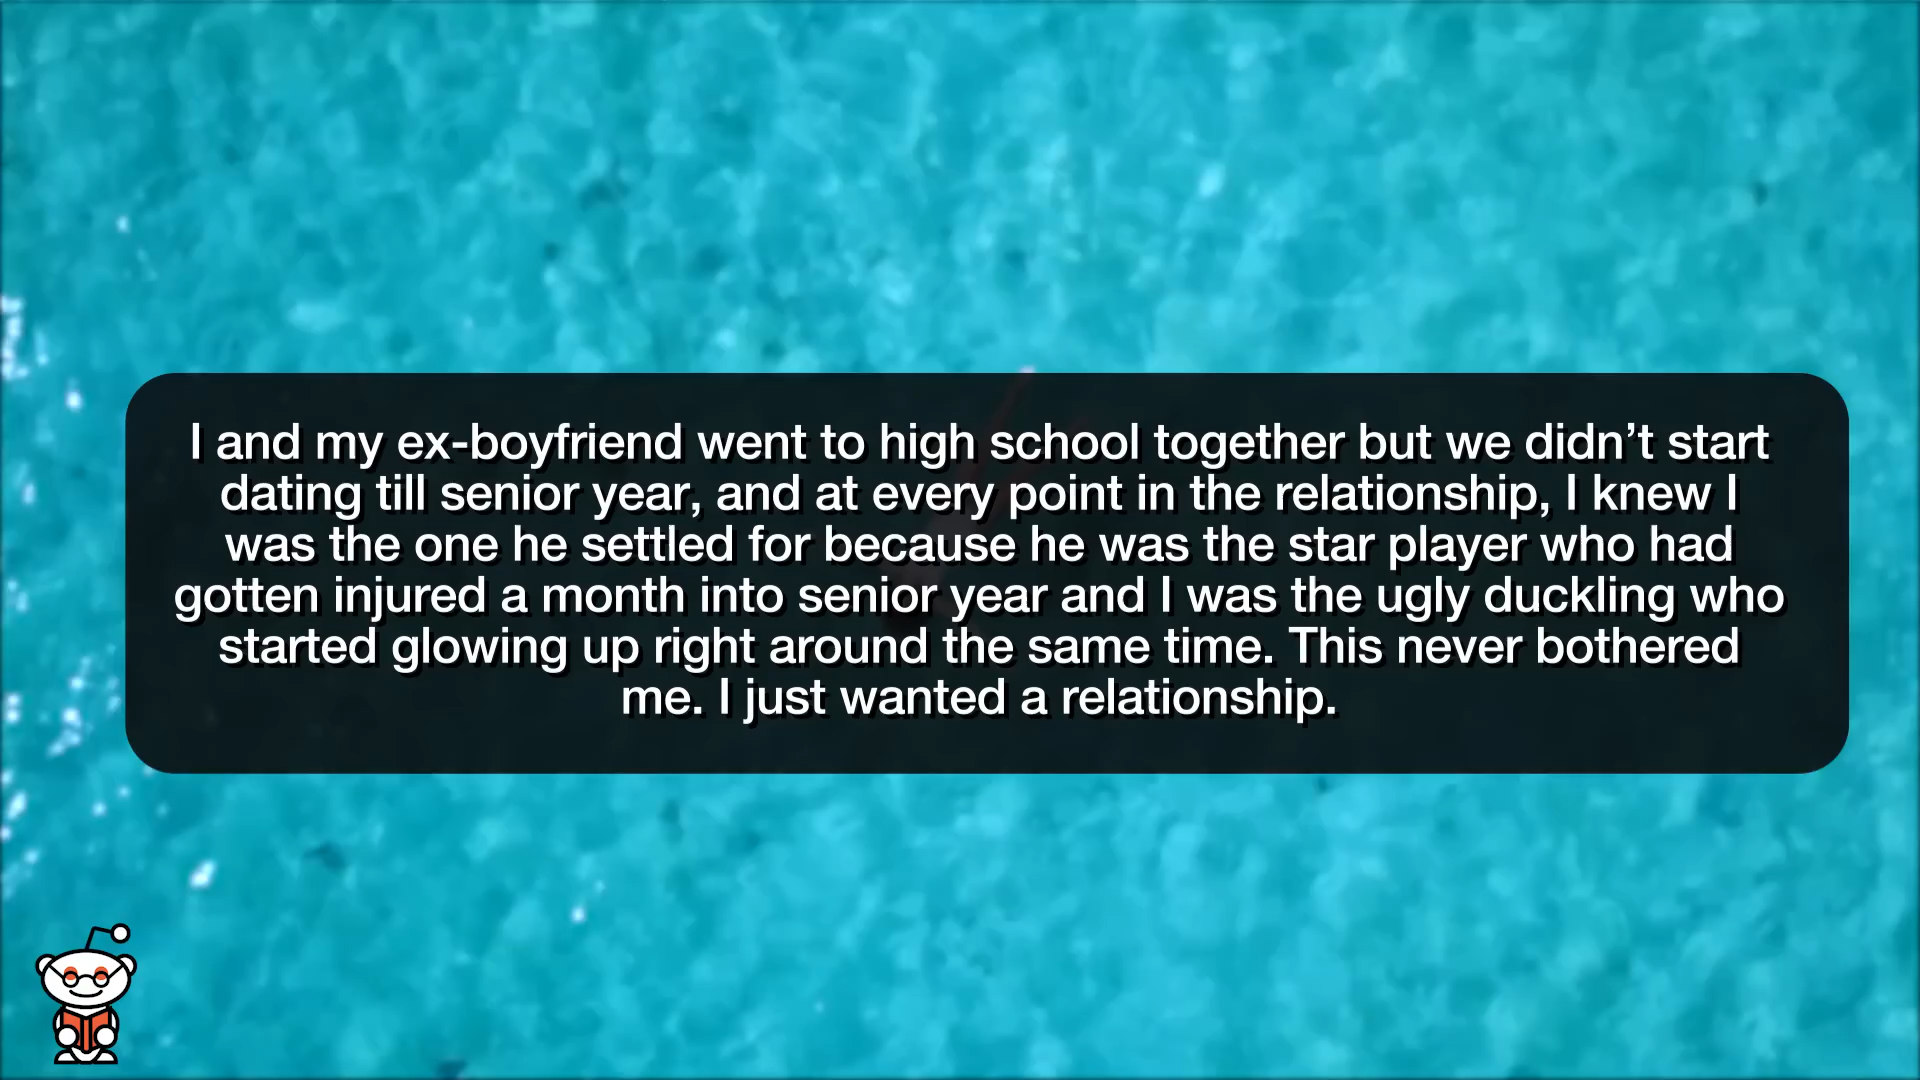 I and my ex-boyfriend went to high school together but we didn’t start
dating till senior year, and at every point in the relationship, I knew I
was the one he settled for because he was the star player who had
gotten injured a month into senior year and I was the ugly duckling who
started glowing up right around the same time. This never bothered
me. I just wanted a relationship.